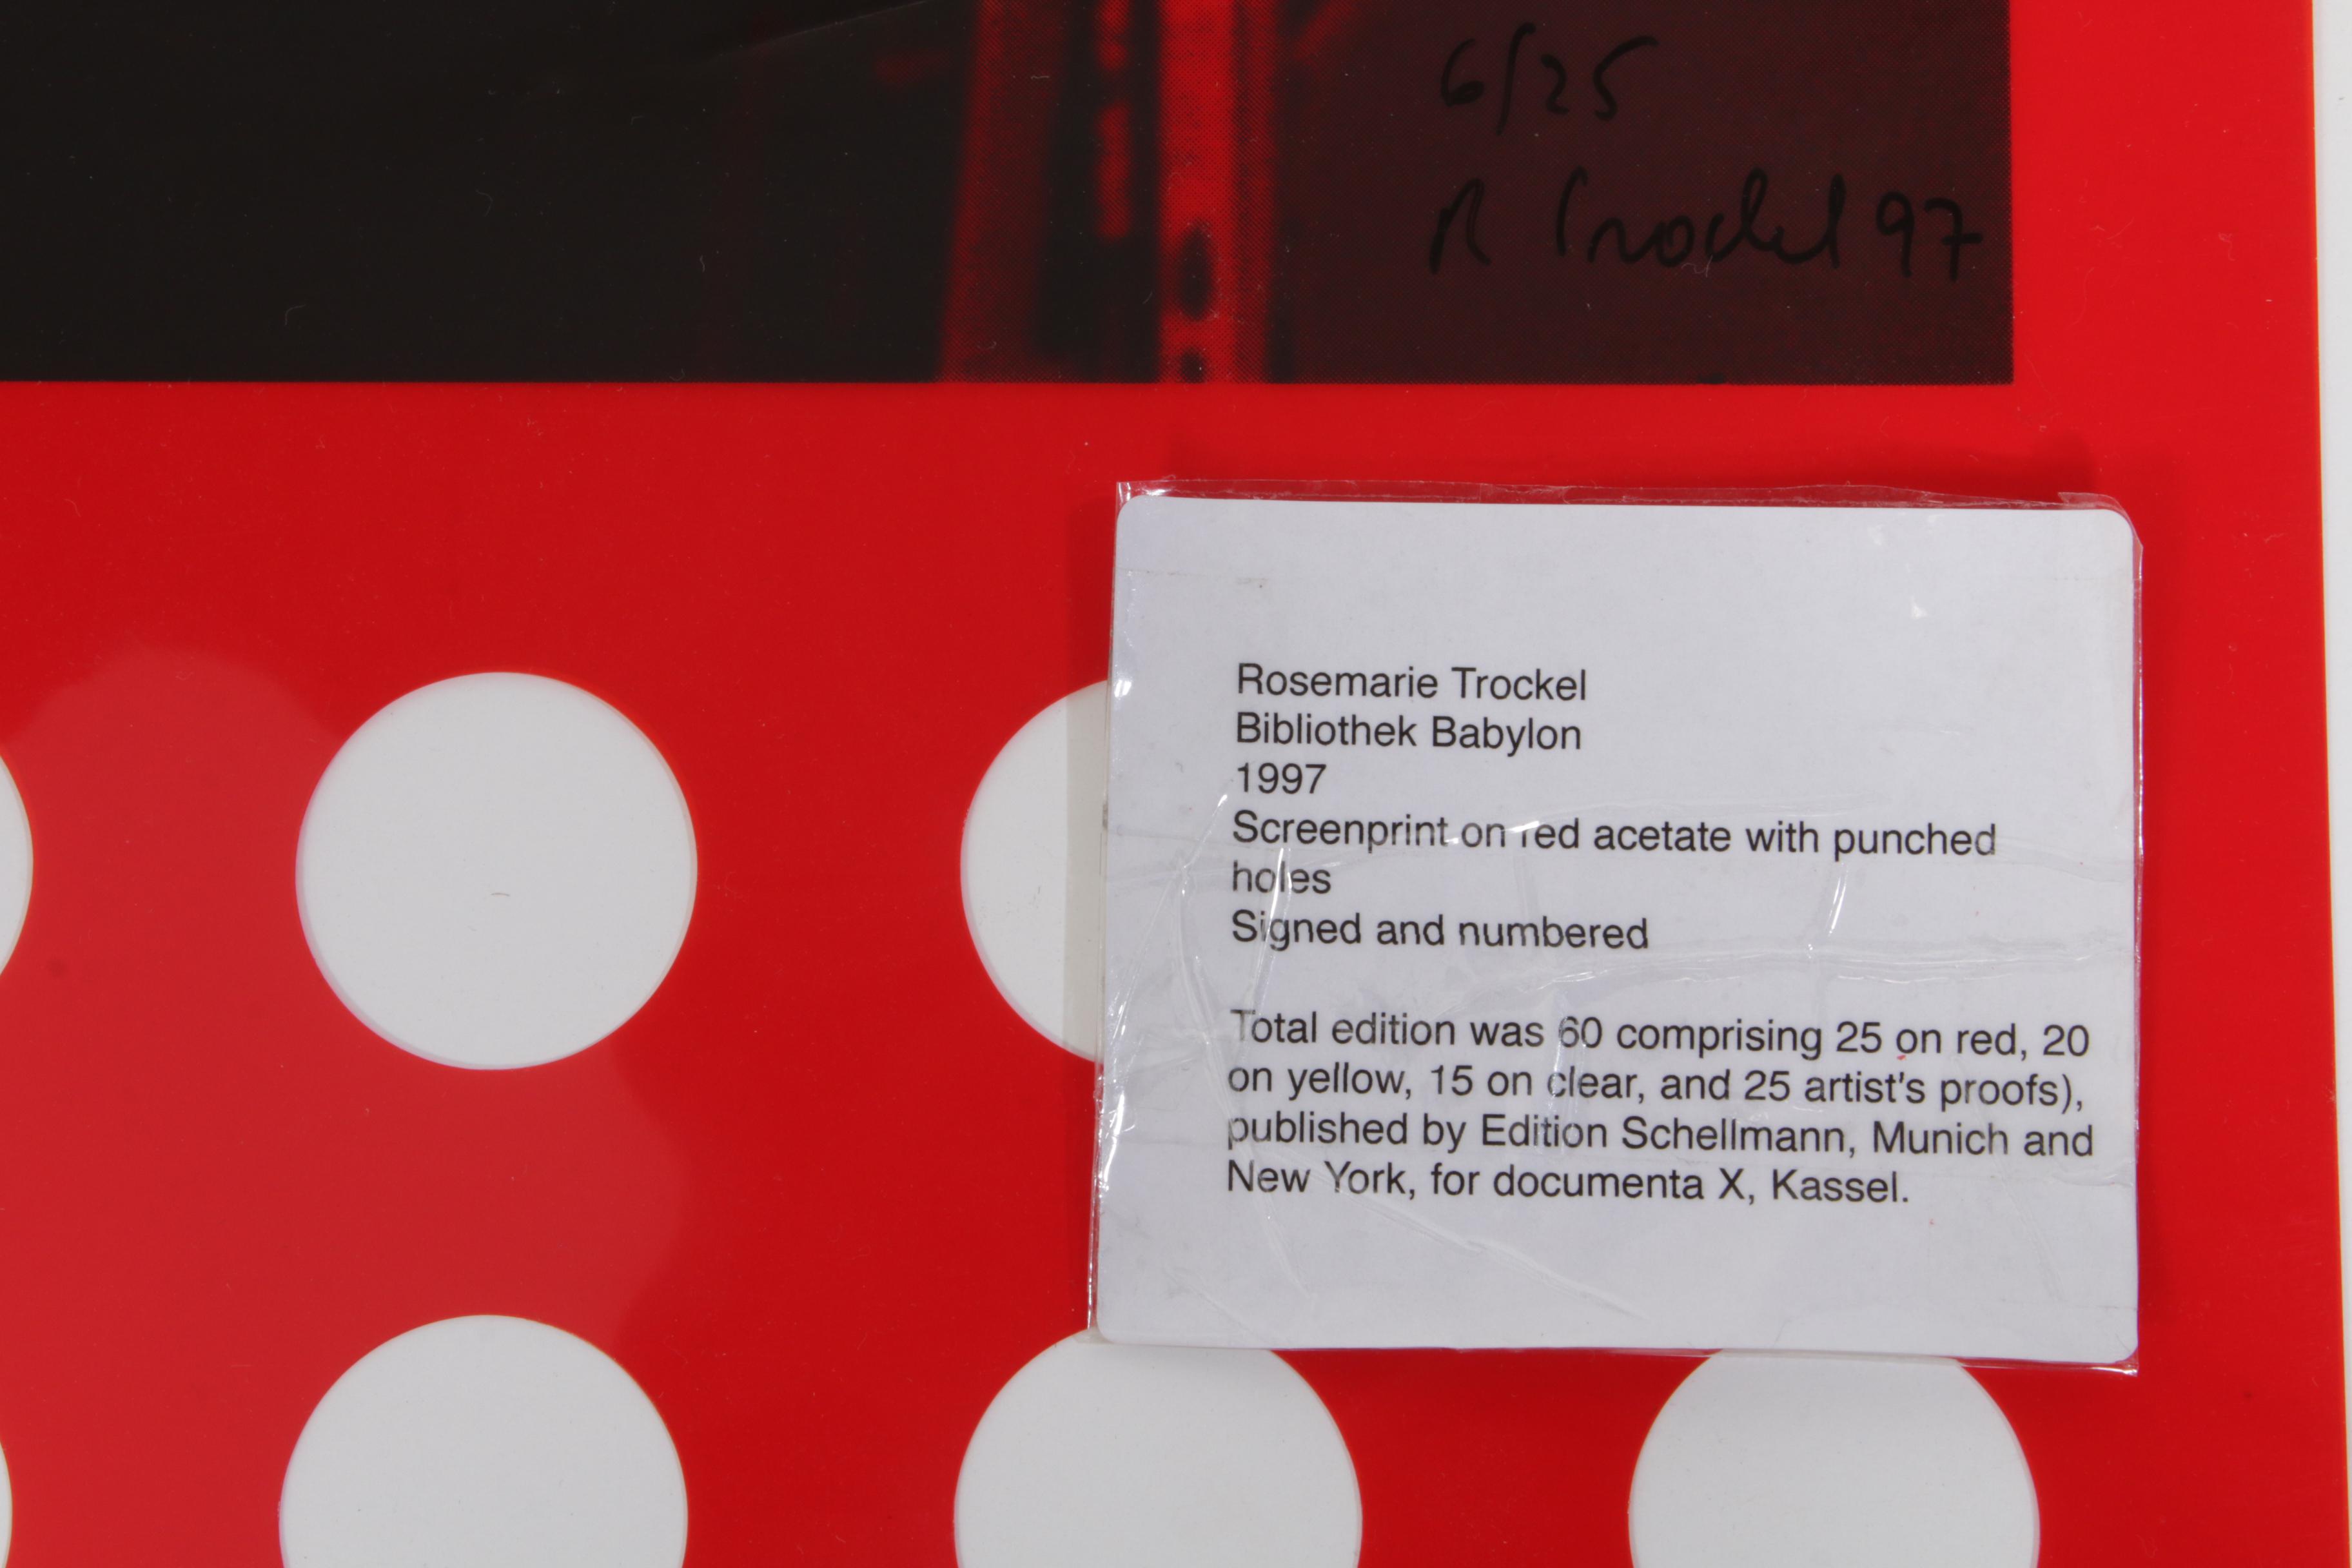 6/25
R Trockel 97
Rosemarie Trockel
Bibliothek Babylon
1997
Screenprint on red acetate with punched
holes
Signed and numbered
Total edition was 60 comprising 25 on red, 20
on yellow, 15 on clear, and 25 artist's proofs),
published by Edition Schellmann, Munich and
New York, for documenta X, Kassel.